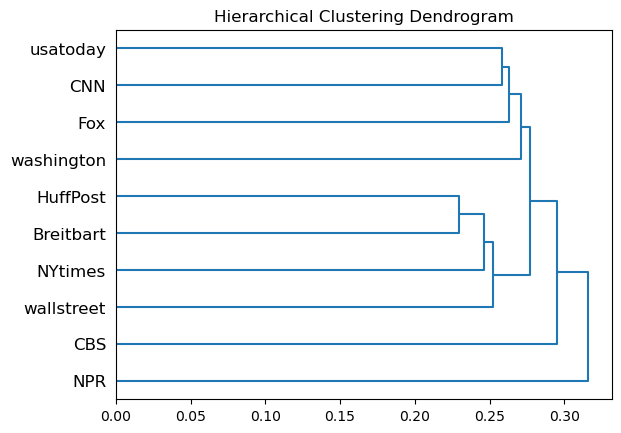 Hierarchical Clustering Dendrogram
usatoday
CNN
Fox
washington
HuffPost
Breitbart
NYtimes
wallstreet
CBS
NPR
0.00 0.05 0.10 0.15 0.20 0.25 0.30